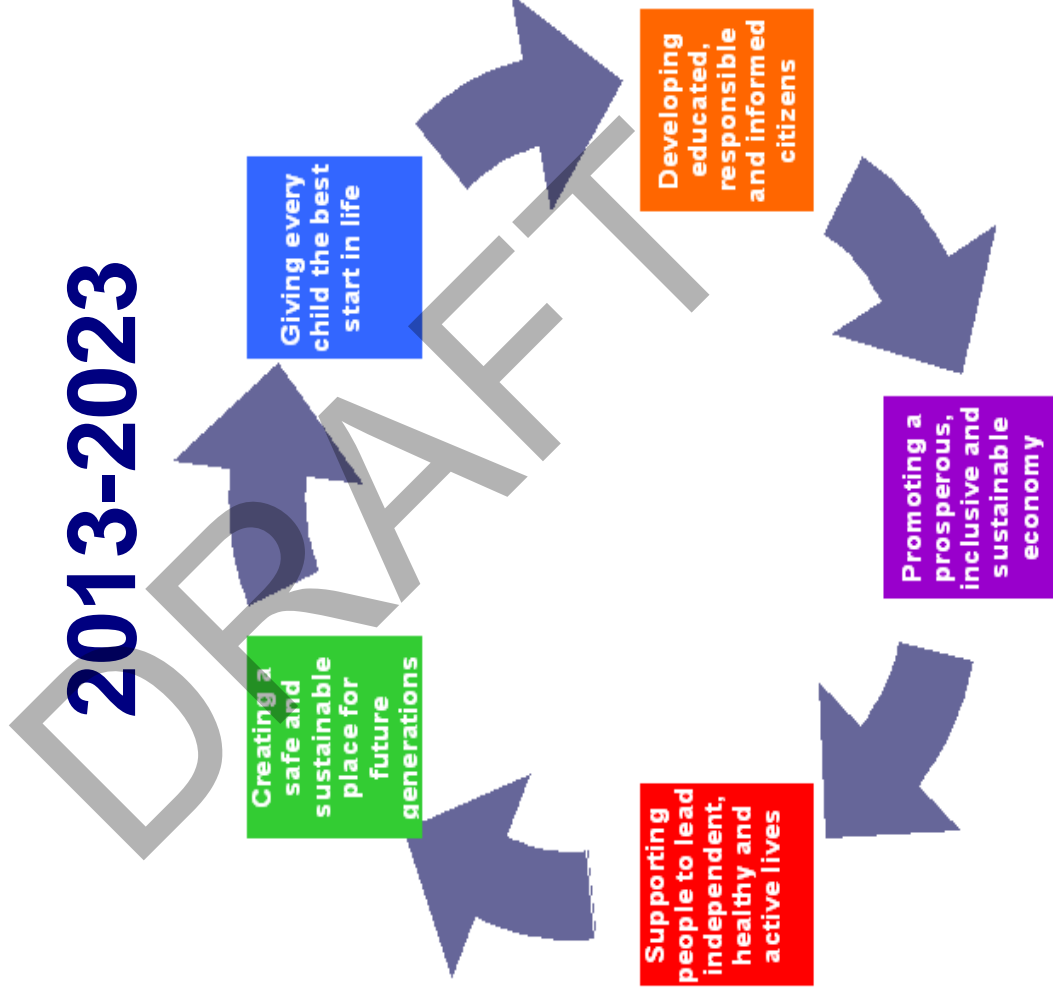 2013-2023
Giving every
child the best
start in life
Developing
educated,
responsible
and informed
citizens
Promoting a
prosperous,
inclusive and
sustainable
economy
Supporting
people to lead
independent,
healthy and
active lives
Creating a
safe and
sustainable
place for
future
generations
DRAFT